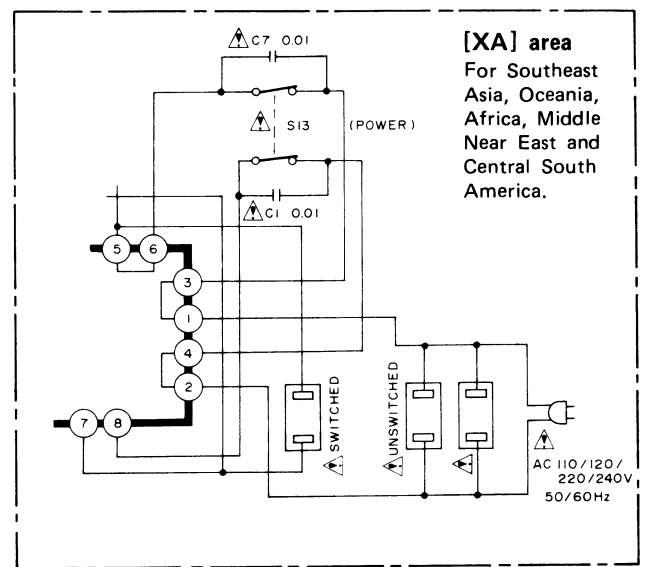 C7 0.01
[XA] area
For Southeast
Asia, Oceania,
Africa, Middle
Near East and
Central South
America.
S13 (POWER)
C1 0.01
5 6
3
1
4
2
7 8
SWITCHED
UNSWITCHED
AC 110/120/
220/240V
50/60Hz